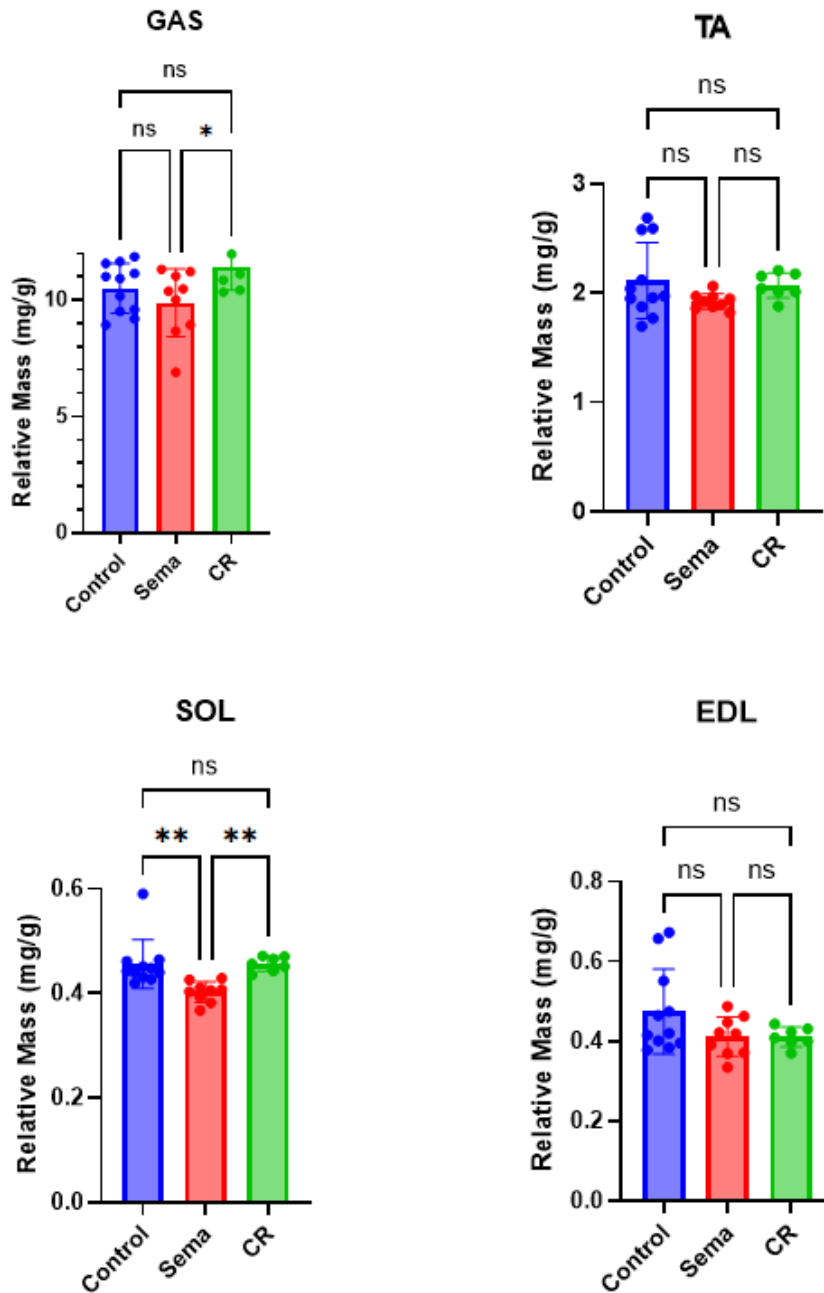 GAS
ns
ns
*
Relative Mass (mg/g)
10
5
0
Control
Sema
CR
TA
ns
ns
ns
Relative Mass (mg/g)
3
2
1
0
Control
Sema
CR
SOL
ns
**
**
Relative Mass (mg/g)
0.6
0.4
0.2
0.0
Control
Sema
CR
EDL
ns
ns
ns
Relative Mass (mg/g)
0.8
0.6
0.4
0.2
0.0
Control
Sema
CR